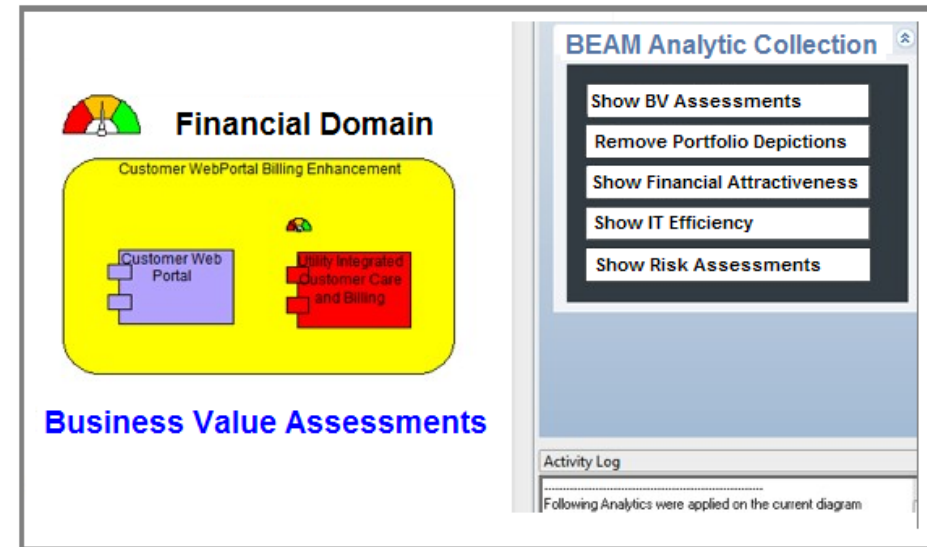 Financial Domain
Customer WebPortal Billing Enhancement
Customer Web
Portal
Utility Integrated
Customer Care
and Billing
Business Value Assessments
BEAM Analytic Collection
Show BV Assessments
Remove Portfolio Depictions
Show Financial Attractiveness
Show IT Efficiency
Show Risk Assessments
Activity Log
------------------------------------------------------------
Following Analytics were applied on the current diagram